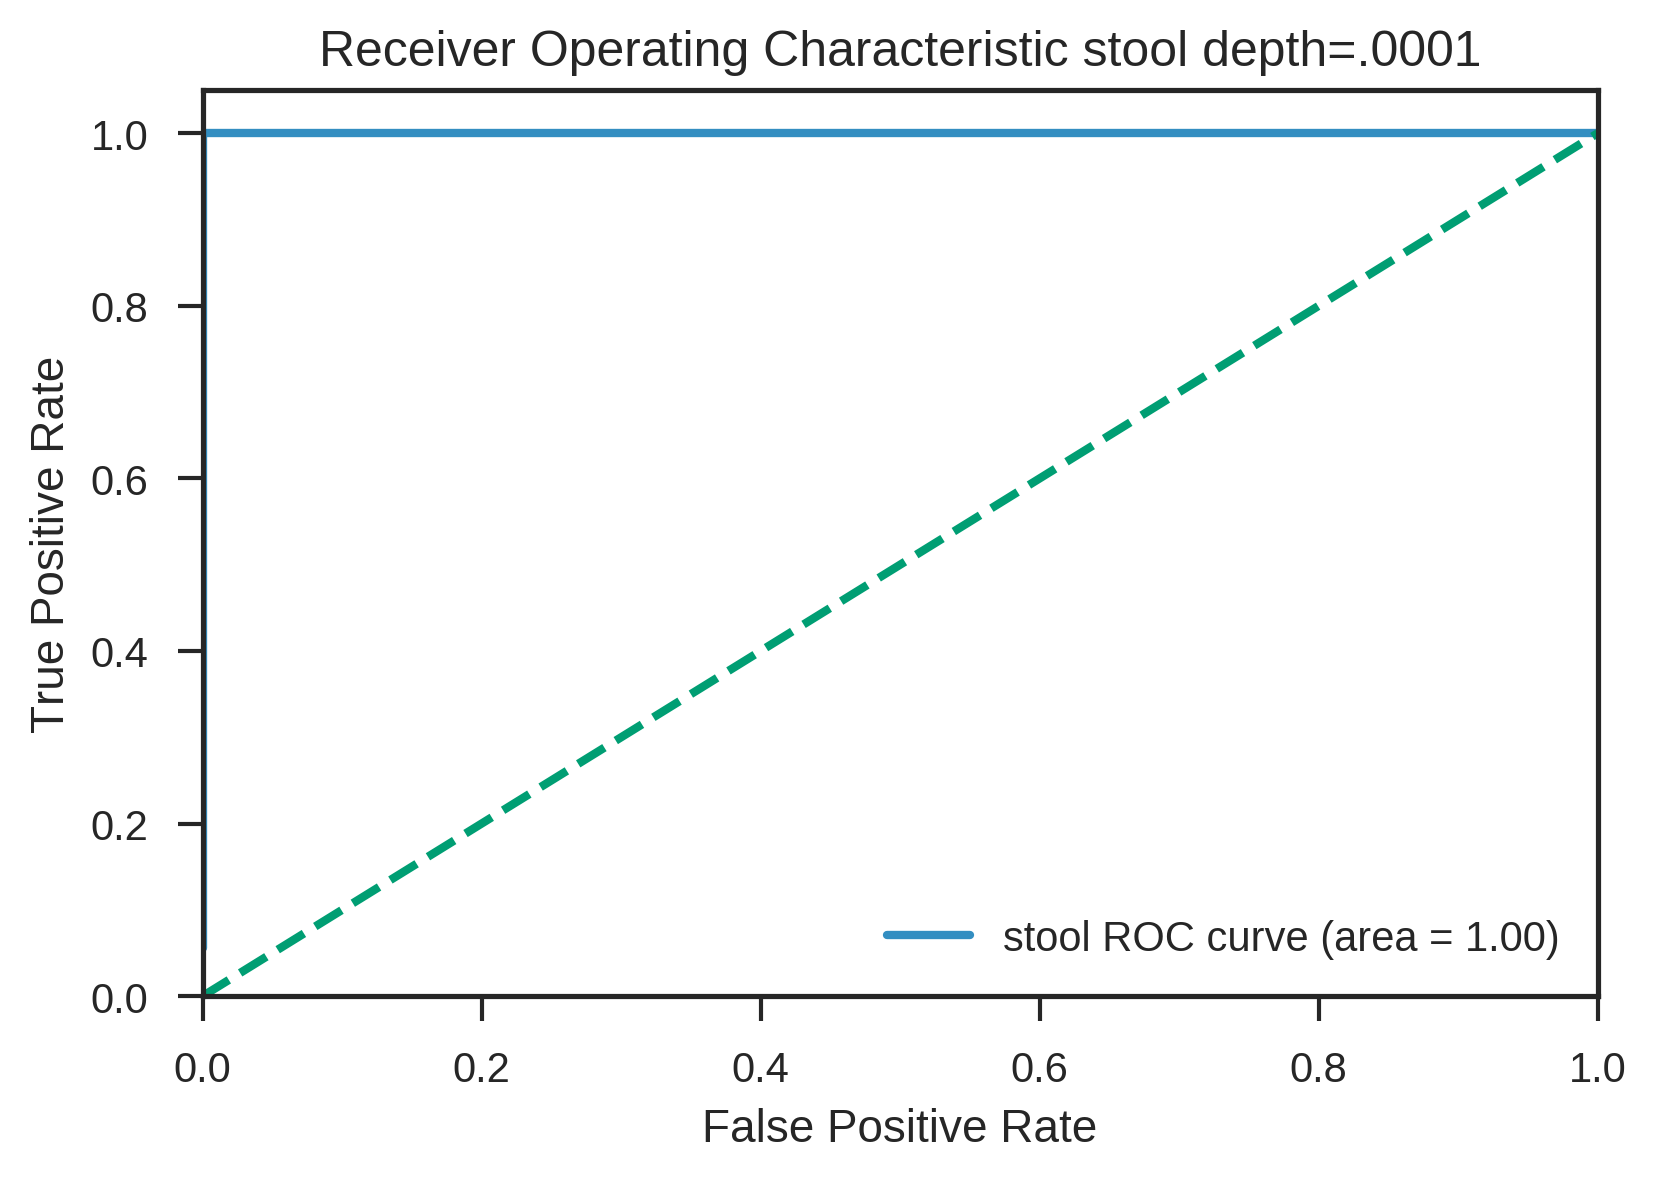 Receiver Operating Characteristic stool depth=.0001
1.0
0.8
0.6
0.4
0.2
0.0
True Positive Rate
stool ROC curve (area = 1.00)
0.0 0.2 0.4 0.6 0.8 1.0
False Positive Rate